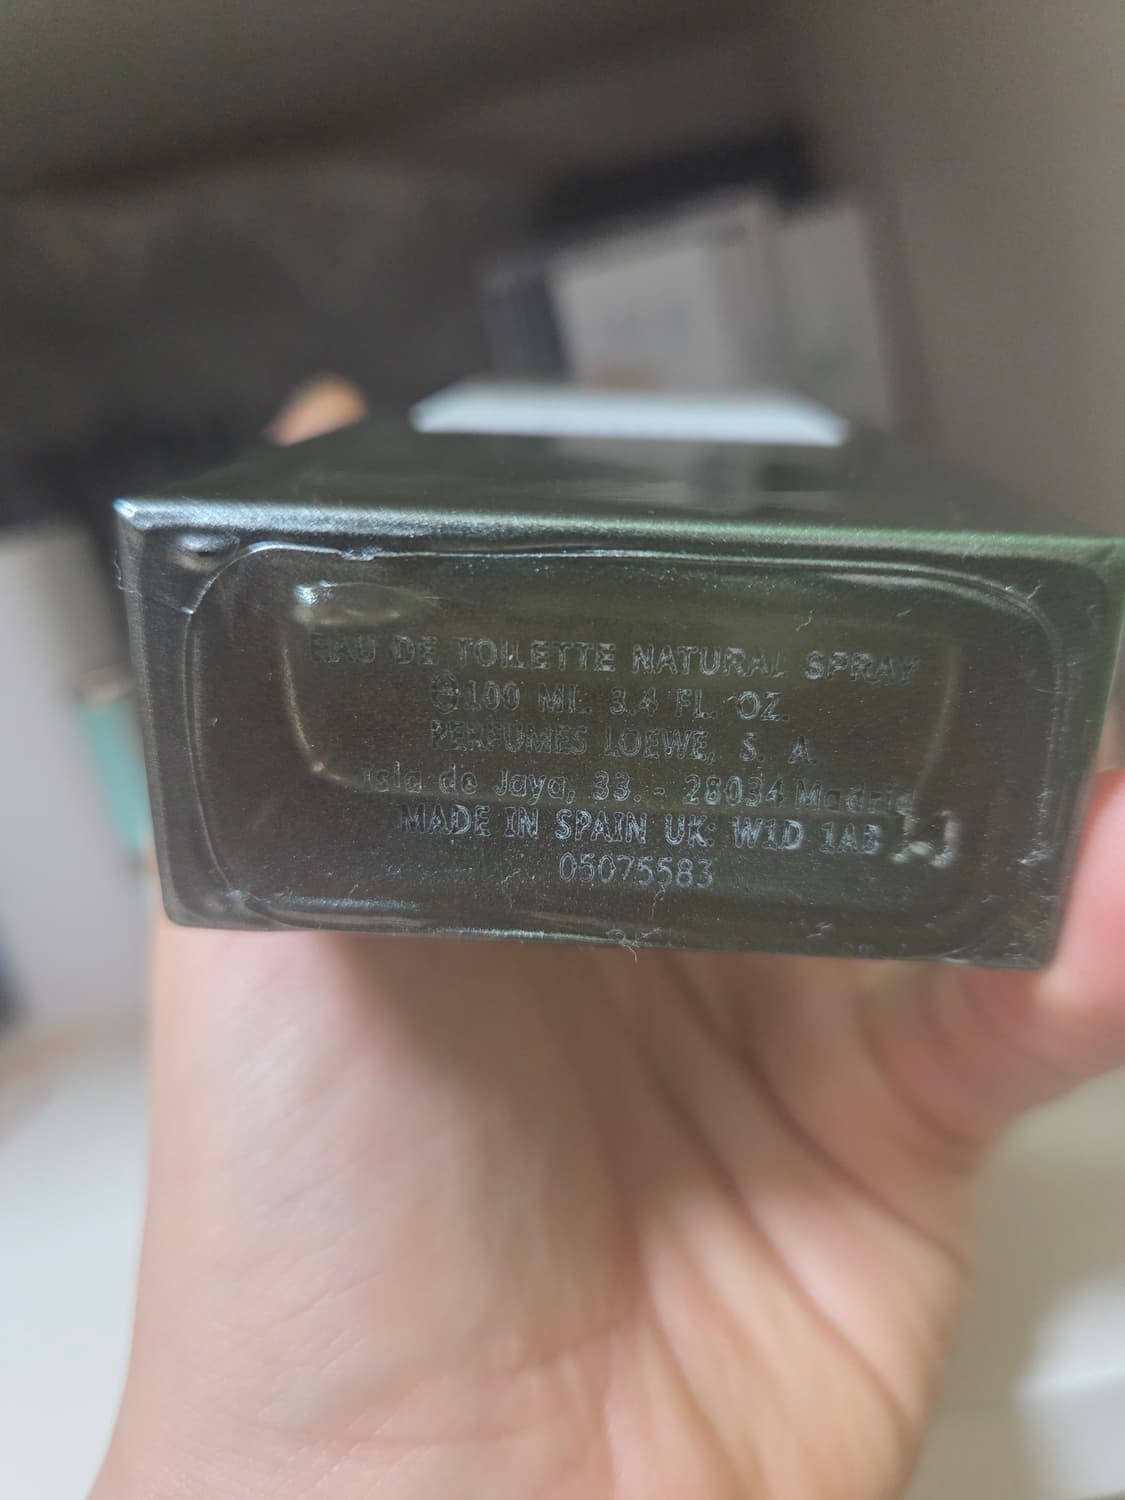 EAU DE TOILETTE NATURAL SPRAY
℮ 100 ML. 3.4 FL. OZ.
PERFUMES LOEWE, S. A.
Isla de Java, 33. - 28034 Madrid
MADE IN SPAIN UK: W1D 1AB
05075583